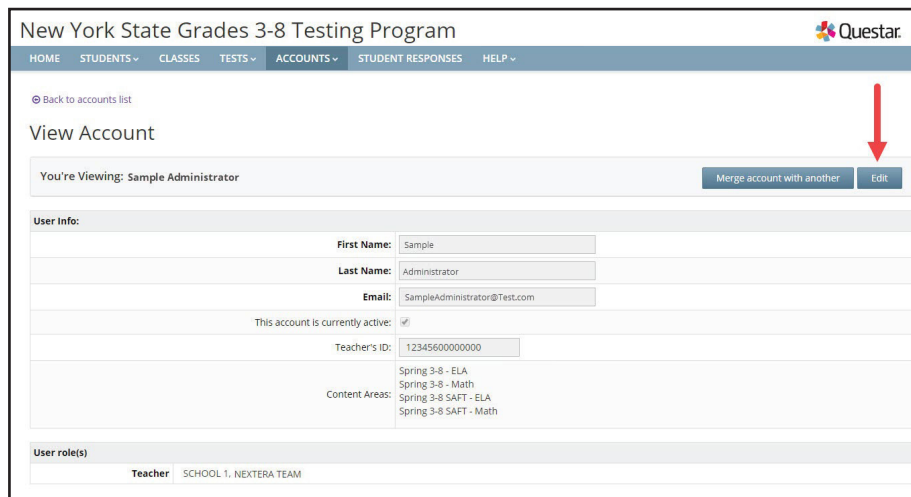 New York State Grades 3-8 Testing Program
Questar.
HOME STUDENTS CLASSES TESTS ACCOUNTS STUDENT RESPONSES HELP
Back to accounts list
View Account
You're Viewing: Sample Administrator
Merge account with another Edit
User Info:
First Name: Sample
Last Name: Administrator
Email: SampleAdministrator@Test.com
This account is currently active:
Teacher's ID: 12345600000000
Content Areas: Spring 3-8 - ELA
Spring 3-8 - Math
Spring 3-8 SAFT - ELA
Spring 3-8 SAFT - Math
User role(s)
Teacher SCHOOL 1, NEXTERA TEAM